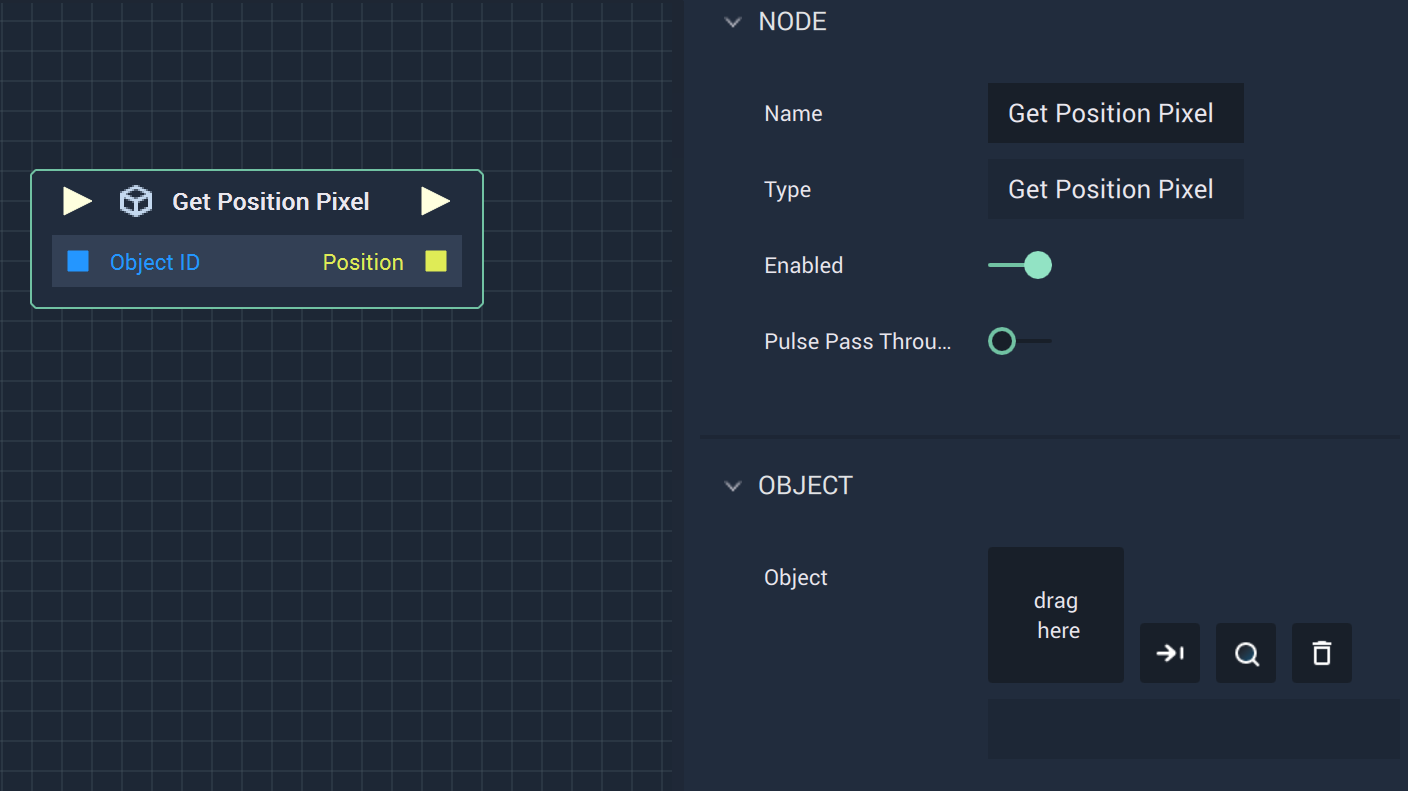 Get Position Pixel
Object ID
Position
NODE
Name
Get Position Pixel
Type
Get Position Pixel
Enabled
Pulse Pass Throu...
OBJECT
Object
drag
here